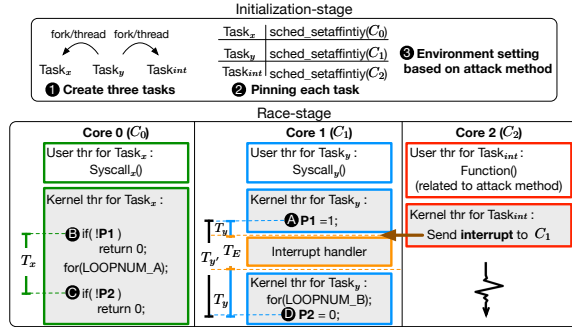 Initialization-stage
fork/thread fork/thread
Task_x Task_y Task_int
❶ Create three tasks
Task_x sched_setaffintiy(C_0)
Task_y sched_setaffintiy(C_1)
Task_int sched_setaffintiy(C_2)
❷ Pinning each task
❸ Environment setting
based on attack method
Race-stage
Core 0 (C_0)
User thr for Task_x :
Syscall_x()
Kernel thr for Task_x :
T_x
Ⓑ if( !P1 )
return 0;
for(LOOPNUM_A);
Ⓒ if( !P2 )
return 0;
Core 1 (C_1)
User thr for Task_y :
Syscall_y()
Kernel thr for Task_y :
Ⓐ P1 =1;
T_y
T_y' T_E
Interrupt handler
Kernel thr for Task_y :
T_y
for(LOOPNUM_B);
Ⓓ P2 = 0;
Core 2 (C_2)
User thr for Task_int :
Function()
(related to attack method)
Kernel thr for Task_int :
Send interrupt to C_1